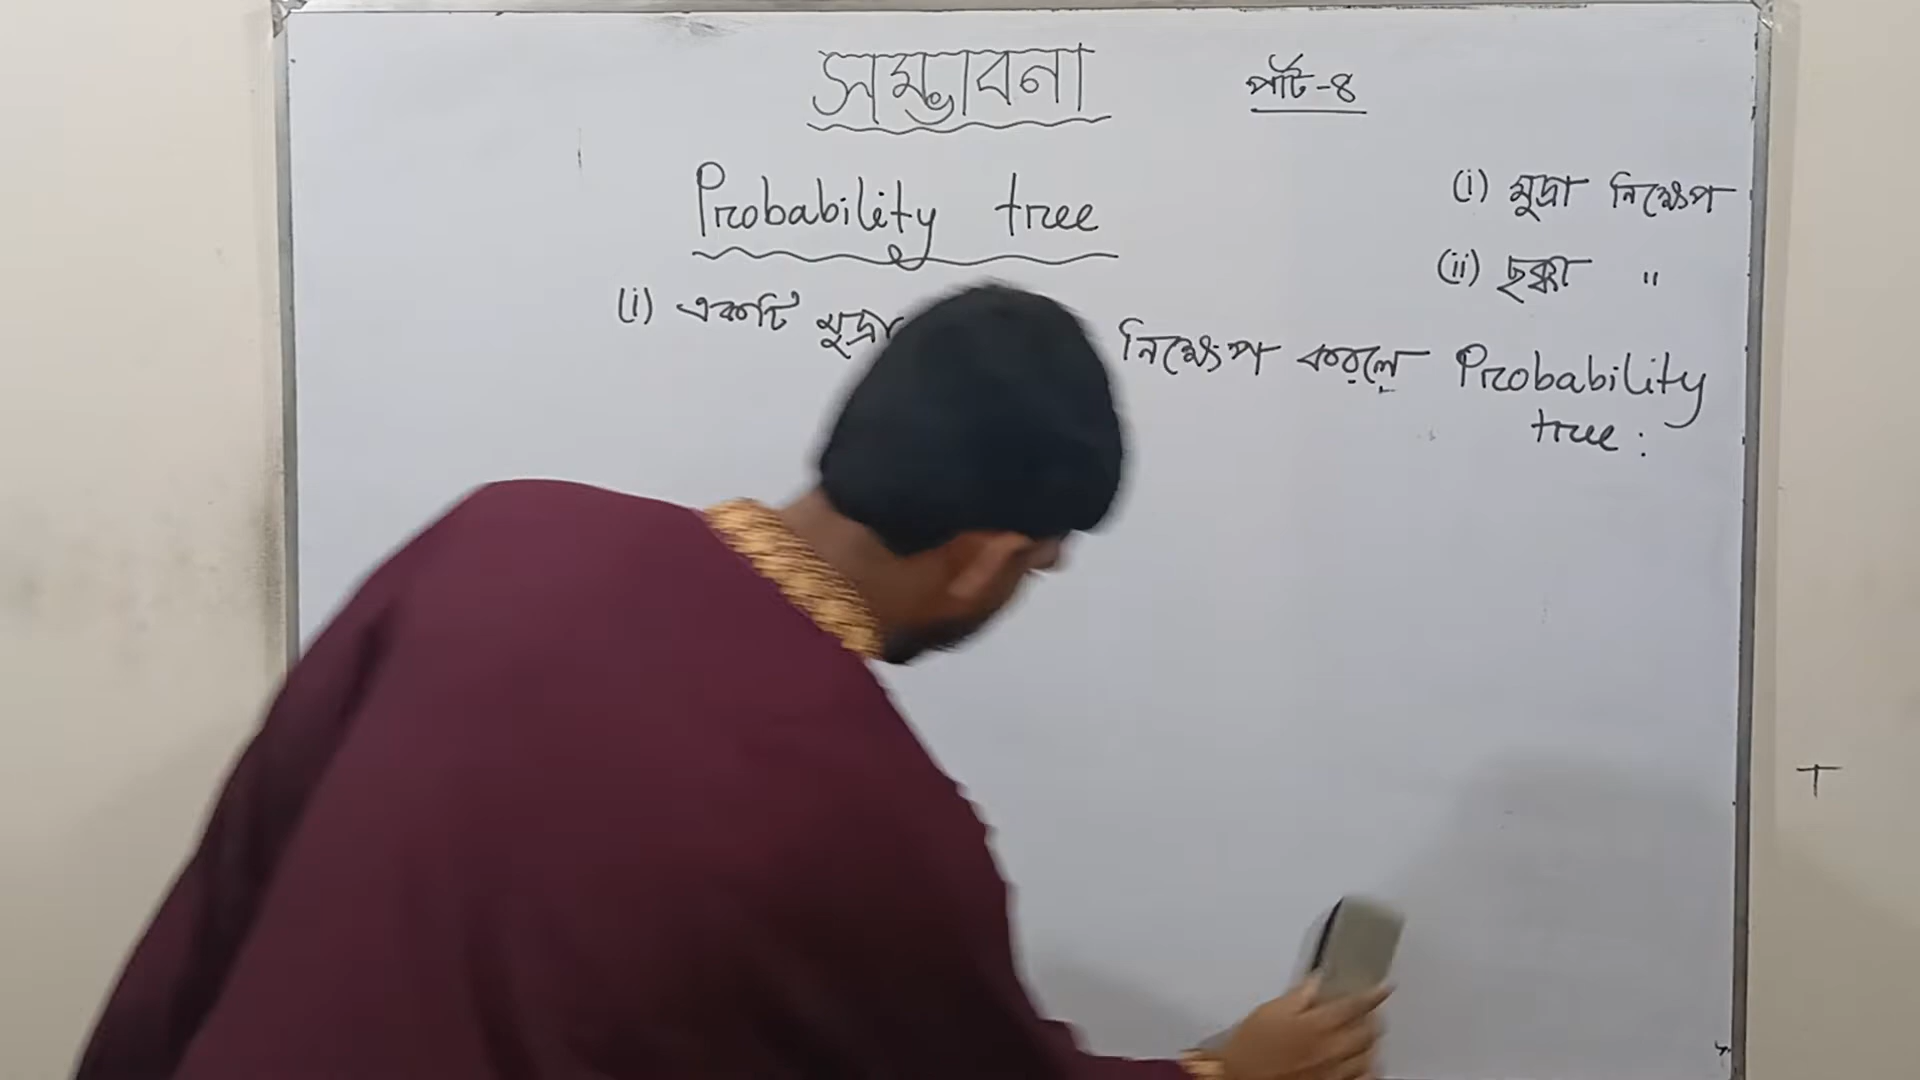 সম্ভাবনা
পার্ট-৪
Probability tree
(i) মুদ্রা নিক্ষেপ
(ii) ছক্কা "
(i) একটি মুদ্রা নিক্ষেপ করলে Probability
tree :
T